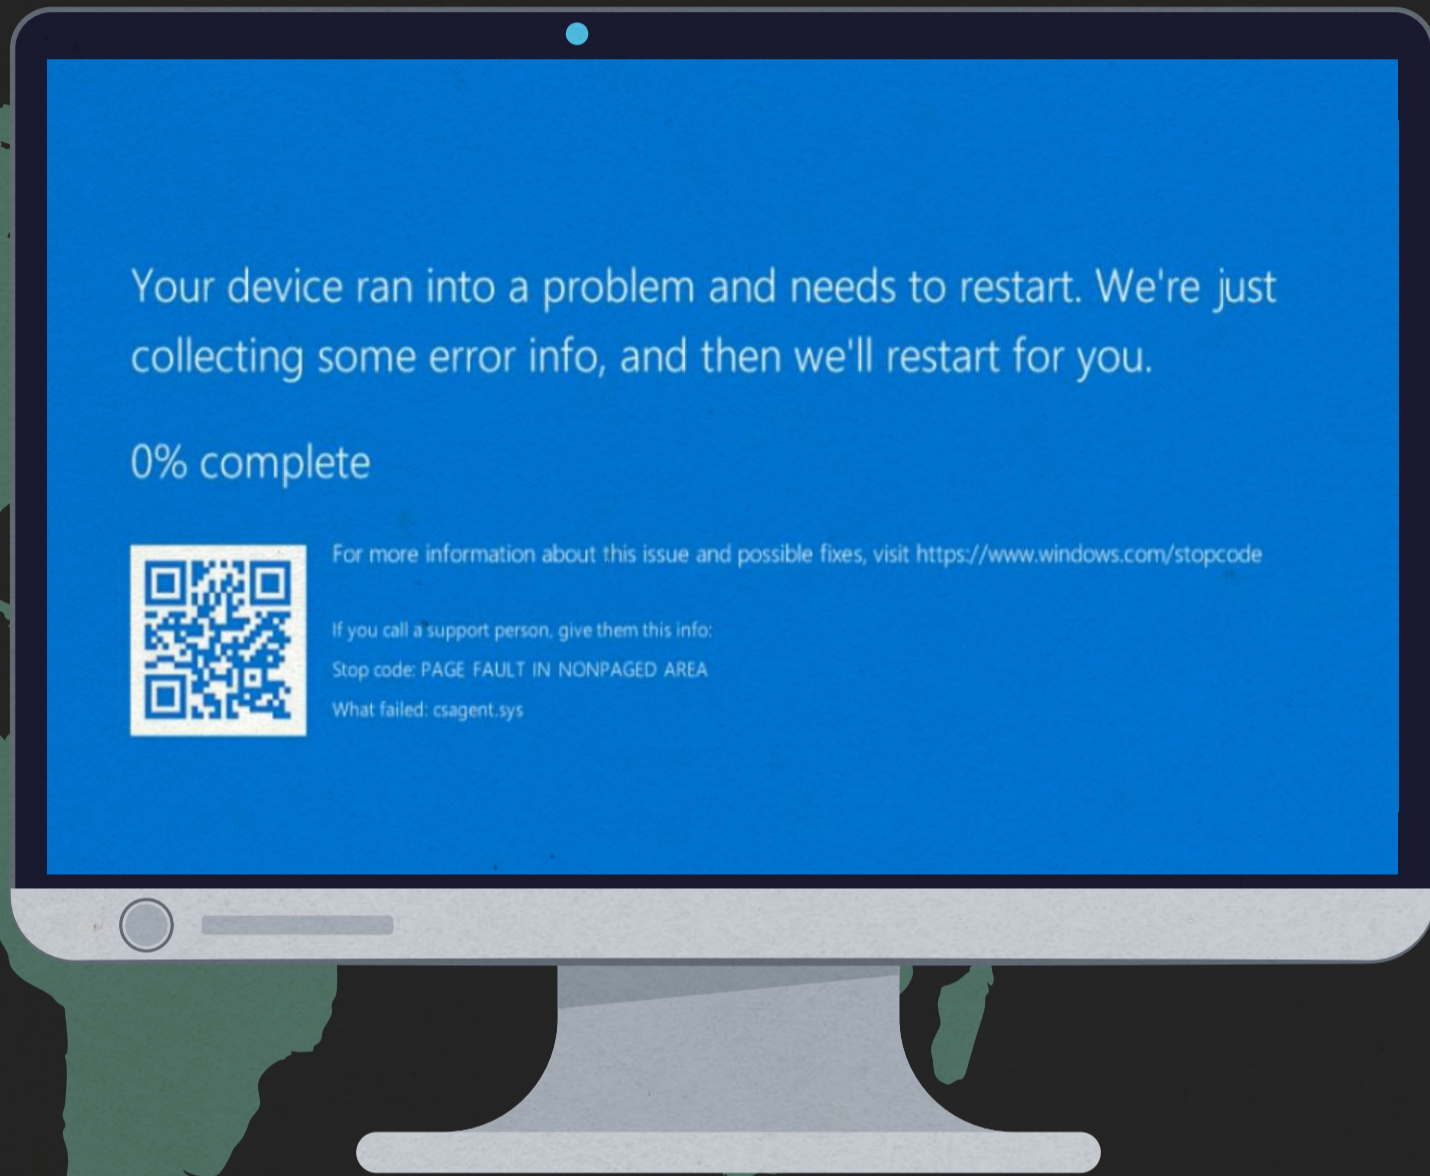 Your device ran into a problem and needs to restart. We're just
collecting some error info, and then we'll restart for you.
0% complete
For more information about this issue and possible fixes, visit https://www.windows.com/stopcode
If you call a support person, give them this info:
Stop code: PAGE FAULT IN NONPAGED AREA
What failed: csagent.sys